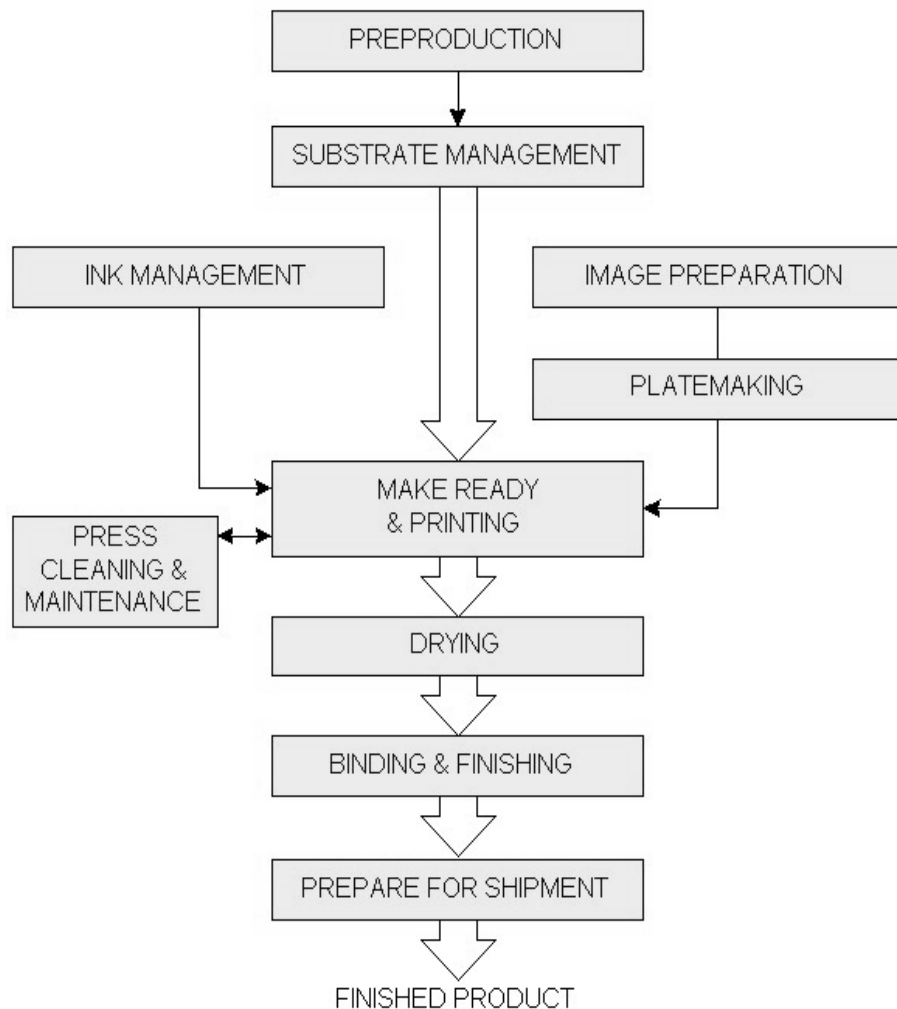 PREPRODUCTION
SUBSTRATE MANAGEMENT
INK MANAGEMENT
IMAGE PREPARATION
PLATEMAKING
MAKE READY
& PRINTING
PRESS
CLEANING &
MAINTENANCE
DRYING
BINDING & FINISHING
PREPARE FOR SHIPMENT
FINISHED PRODUCT